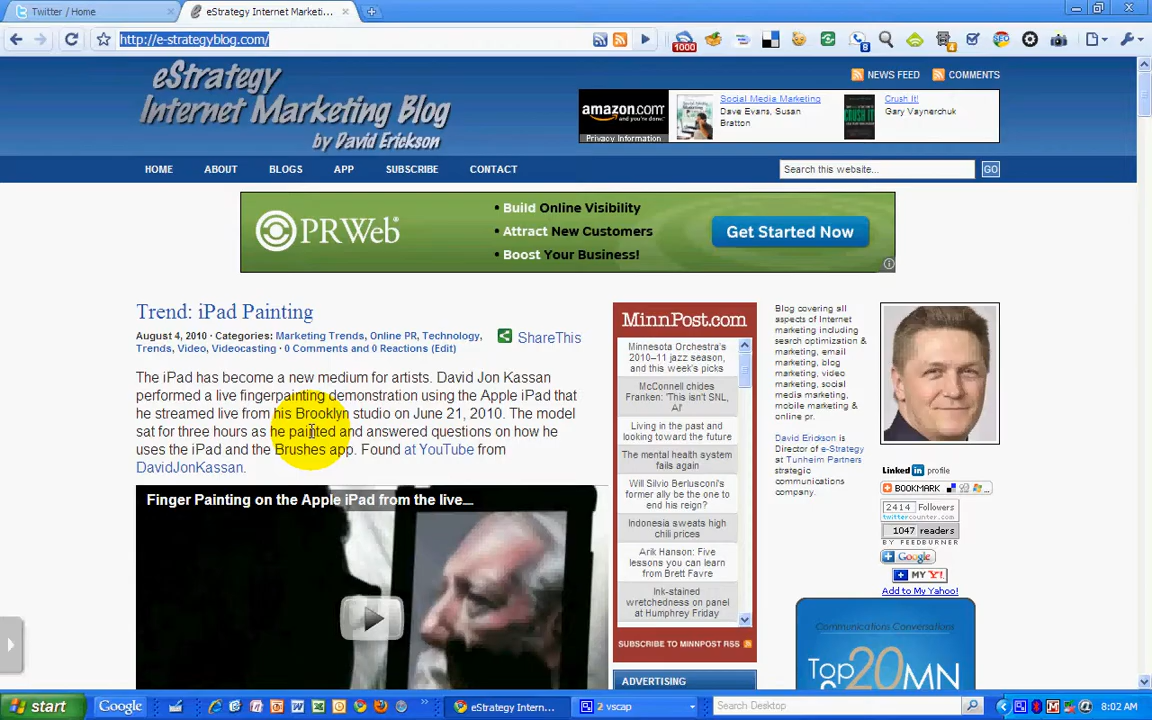 Twitter / Home
eStrategy Internet Marketi...
http://e-strategyblog.com/
1000
8
4
SEO
eStrategy
Internet Marketing Blog
by David Erickson
NEWS FEED
COMMENTS
amazon.com
and you're done.
Privacy Information
Social Media Marketing
Dave Evans, Susan
Bratton
Crush It!
Gary Vaynerchuk
HOME
ABOUT
BLOGS
APP
SUBSCRIBE
CONTACT
Search this website...
GO
PRWeb
• Build Online Visibility
• Attract New Customers
• Boost Your Business!
Get Started Now
Trend: iPad Painting
August 4, 2010 · Categories: Marketing Trends, Online PR, Technology,
Trends, Video, Videocasting · 0 Comments and 0 Reactions (Edit)
ShareThis
The iPad has become a new medium for artists. David Jon Kassan
performed a live fingerpainting demonstration using the Apple iPad that
he streamed live from his Brooklyn studio on June 21, 2010. The model
sat for three hours as he painted and answered questions on how he
uses the iPad and the Brushes app. Found at YouTube from
DavidJonKassan.
Finger Painting on the Apple iPad from the live...
MinnPost.com
Minnesota Orchestra's
2010–11 jazz season,
and this week's picks
McConnell chides
Franken: 'This isn't SNL,
Al'
Living in the past and
looking toward the future
The mental health system
fails again
Will Silvio Berlusconi's
former ally be the one to
end his reign?
Indonesia sweats high
chili prices
Arik Hanson: Five
lessons you can learn
from Brett Favre
Ink-stained
wretchedness on panel
at Humphrey Friday
SUBSCRIBE TO MINNPOST RSS
ADVERTISING
Blog covering all
aspects of Internet
marketing including
search optimization &
marketing, email
marketing, blog
marketing, video
marketing, social
media marketing,
mobile marketing &
online pr.
David Erickson is
Director of e-Strategy
at Tunheim Partners
strategic
communications
company.
Linked in profile
BOOKMARK
2414 Followers
twittercounter.com
1047 readers
BY FEEDBURNER
+ Google
+ MY Y!
Add to My Yahoo!
Communications Conversations'
Top20MN
start
Google
eStrategy Intern...
2 vscap
Search Desktop
8:02 AM